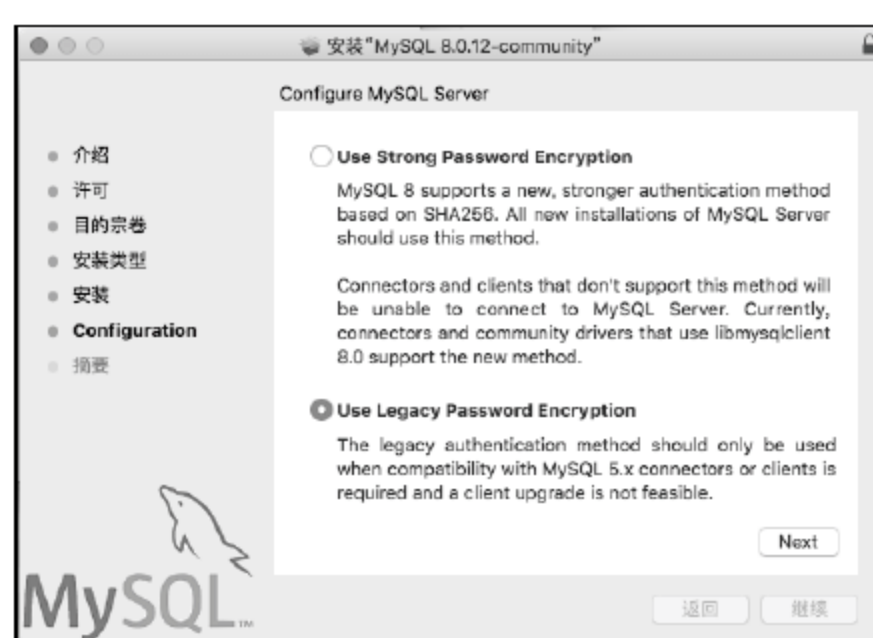 安装“MySQL 8.0.12-community”
Configure MySQL Server
介绍
许可
目的宗卷
安装类型
安装
Configuration
摘要
Use Strong Password Encryption
MySQL 8 supports a new, stronger authentication method
based on SHA256. All new installations of MySQL Server
should use this method.
Connectors and clients that don't support this method will
be unable to connect to MySQL Server. Currently,
connectors and community drivers that use libmysqlclient
8.0 support the new method.
Use Legacy Password Encryption
The legacy authentication method should only be used
when compatibility with MySQL 5.x connectors or clients is
required and a client upgrade is not feasible.
Next
MySQL™
返回
继续